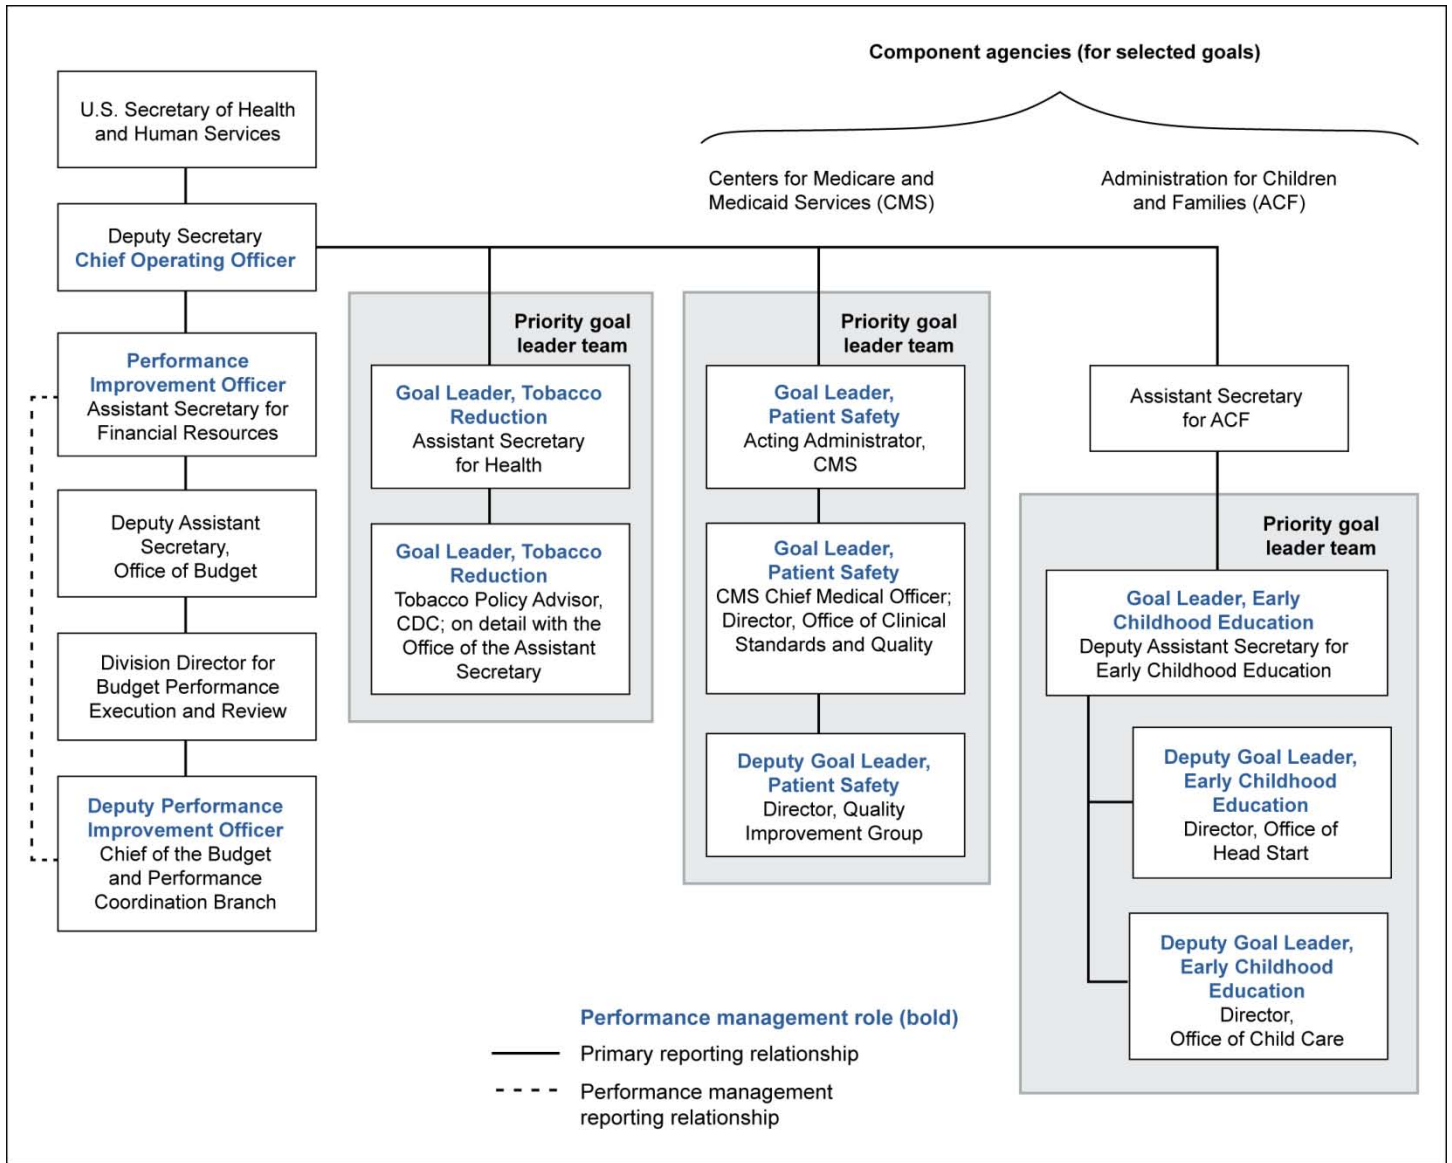 Component agencies (for selected goals)
U.S. Secretary of Health
and Human Services
Centers for Medicare and
Medicaid Services (CMS)
Administration for Children
and Families (ACF)
Deputy Secretary
Chief Operating Officer
Performance
Improvement Officer
Assistant Secretary for
Financial Resources
Deputy Assistant
Secretary,
Office of Budget
Division Director for
Budget Performance
Execution and Review
Deputy Performance
Improvement Officer
Chief of the Budget
and Performance
Coordination Branch
Priority goal
leader team
Goal Leader, Tobacco
Reduction
Assistant Secretary
for Health
Goal Leader, Tobacco
Reduction
Tobacco Policy Advisor,
CDC; on detail with the
Office of the Assistant
Secretary
Priority goal
leader team
Goal Leader,
Patient Safety
Acting Administrator,
CMS
Goal Leader,
Patient Safety
CMS Chief Medical Officer;
Director, Office of Clinical
Standards and Quality
Deputy Goal Leader,
Patient Safety
Director, Quality
Improvement Group
Assistant Secretary
for ACF
Priority goal
leader team
Goal Leader, Early
Childhood Education
Deputy Assistant Secretary for
Early Childhood Education
Deputy Goal Leader,
Early Childhood
Education
Director, Office of
Head Start
Deputy Goal Leader,
Early Childhood
Education
Director,
Office of Child Care
Performance management role (bold)
Primary reporting relationship
Performance management
reporting relationship